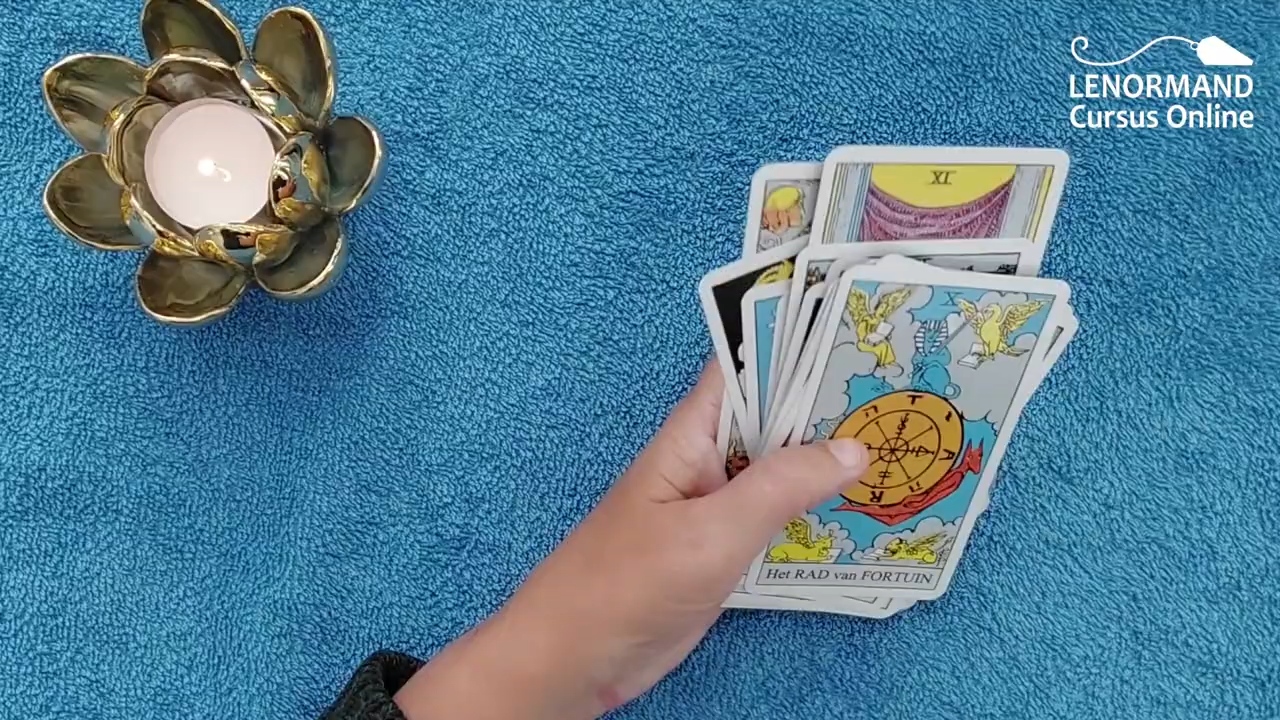 LENORMAND
Cursus Online
XI
X
T
A
R
Het RAD van FORTUIN